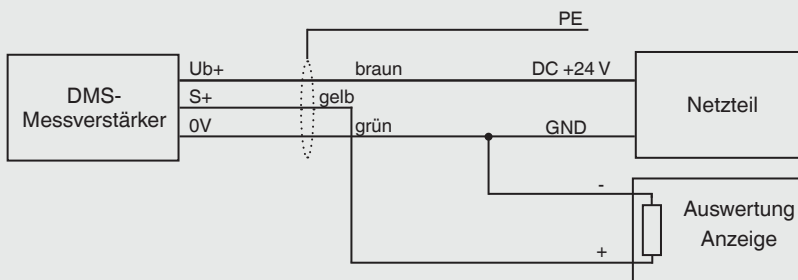 PE
Ub+ braun DC +24 V
DMS-
Messverstärker
S+ gelb
Netzteil
0V grün GND
-
Auswertung
Anzeige
+